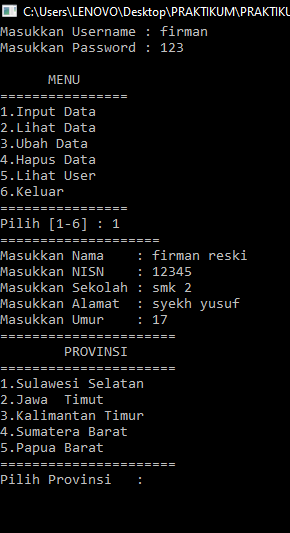 C:\Users\LENOVO\Desktop\PRAKTIKUM\PRAKTIKU
Masukkan Username : firman
Masukkan Password : 123
MENU
================
1.Input Data
2.Lihat Data
3.Ubah Data
4.Hapus Data
5.Lihat User
6.Keluar
================
Pilih [1-6] : 1
====================
Masukkan Nama    : firman reski
Masukkan NISN    : 12345
Masukkan Sekolah : smk 2
Masukkan Alamat  : syekh yusuf
Masukkan Umur    : 17
======================
PROVINSI
======================
1.Sulawesi Selatan
2.Jawa  Timut
3.Kalimantan Timur
4.Sumatera Barat
5.Papua Barat
======================
Pilih Provinsi   :